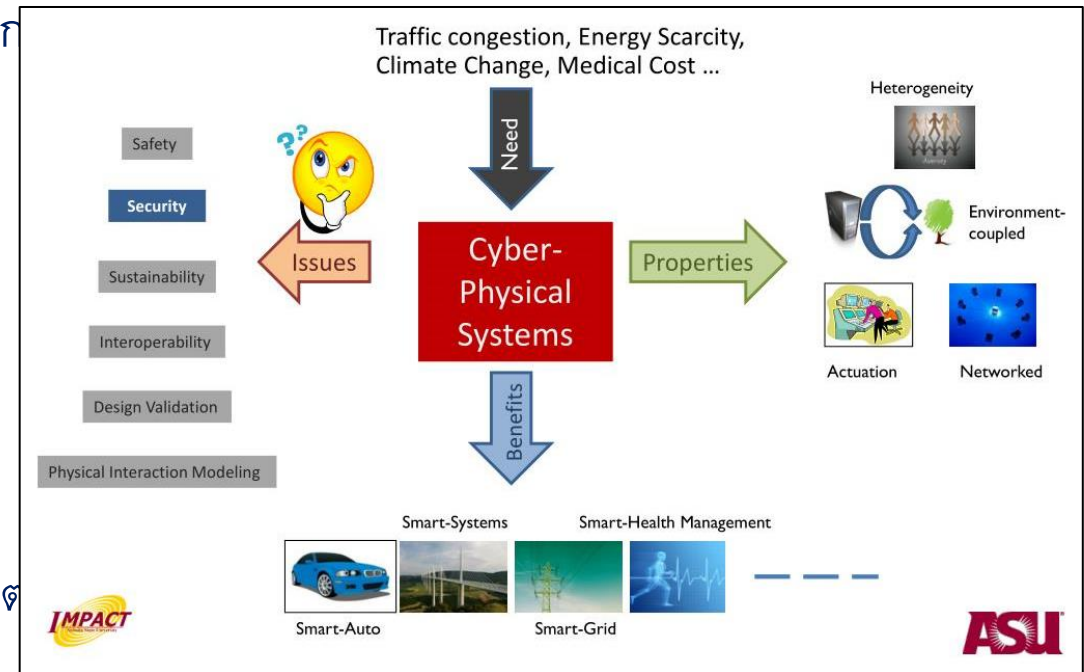 ก
Traffic congestion, Energy Scarcity,
Climate Change, Medical Cost ...
Need
Heterogeneity
Safety
Security
Sustainability
Interoperability
Design Validation
Physical Interaction Modeling
??
Issues
Cyber-
Physical
Systems
Properties
Environment-
coupled
Actuation
Networked
Benefits
Smart-Systems
Smart-Health Management
Smart-Auto
Smart-Grid
ต
IMPACT
ASU